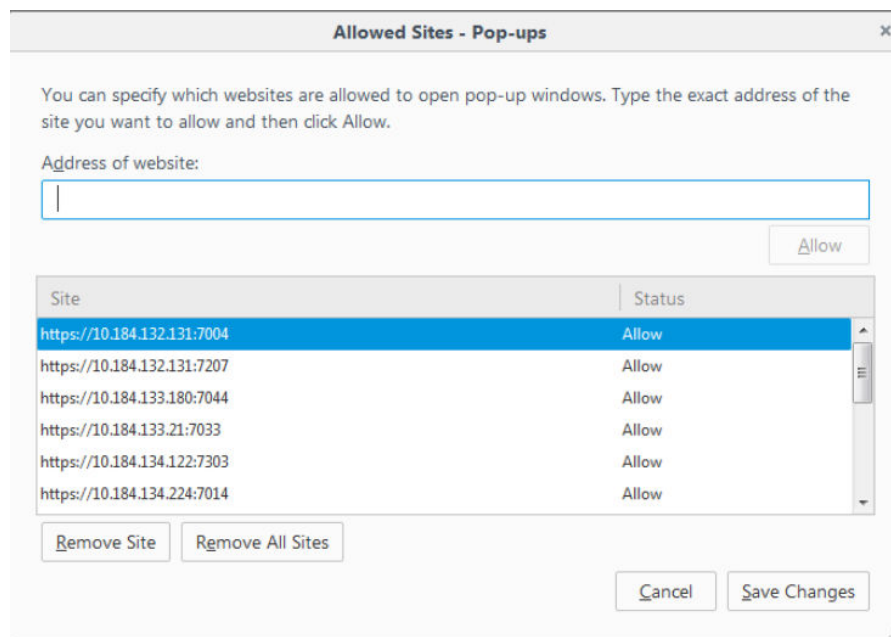 Allowed Sites - Pop-ups
You can specify which websites are allowed to open pop-up windows. Type the exact address of the
site you want to allow and then click Allow.
Address of website:
Allow
Site Status
https://10.184.132.131:7004 Allow
https://10.184.132.131:7207 Allow
https://10.184.133.180:7044 Allow
https://10.184.133.21:7033 Allow
https://10.184.134.122:7303 Allow
https://10.184.134.224:7014 Allow
Remove Site Remove All Sites
Cancel Save Changes